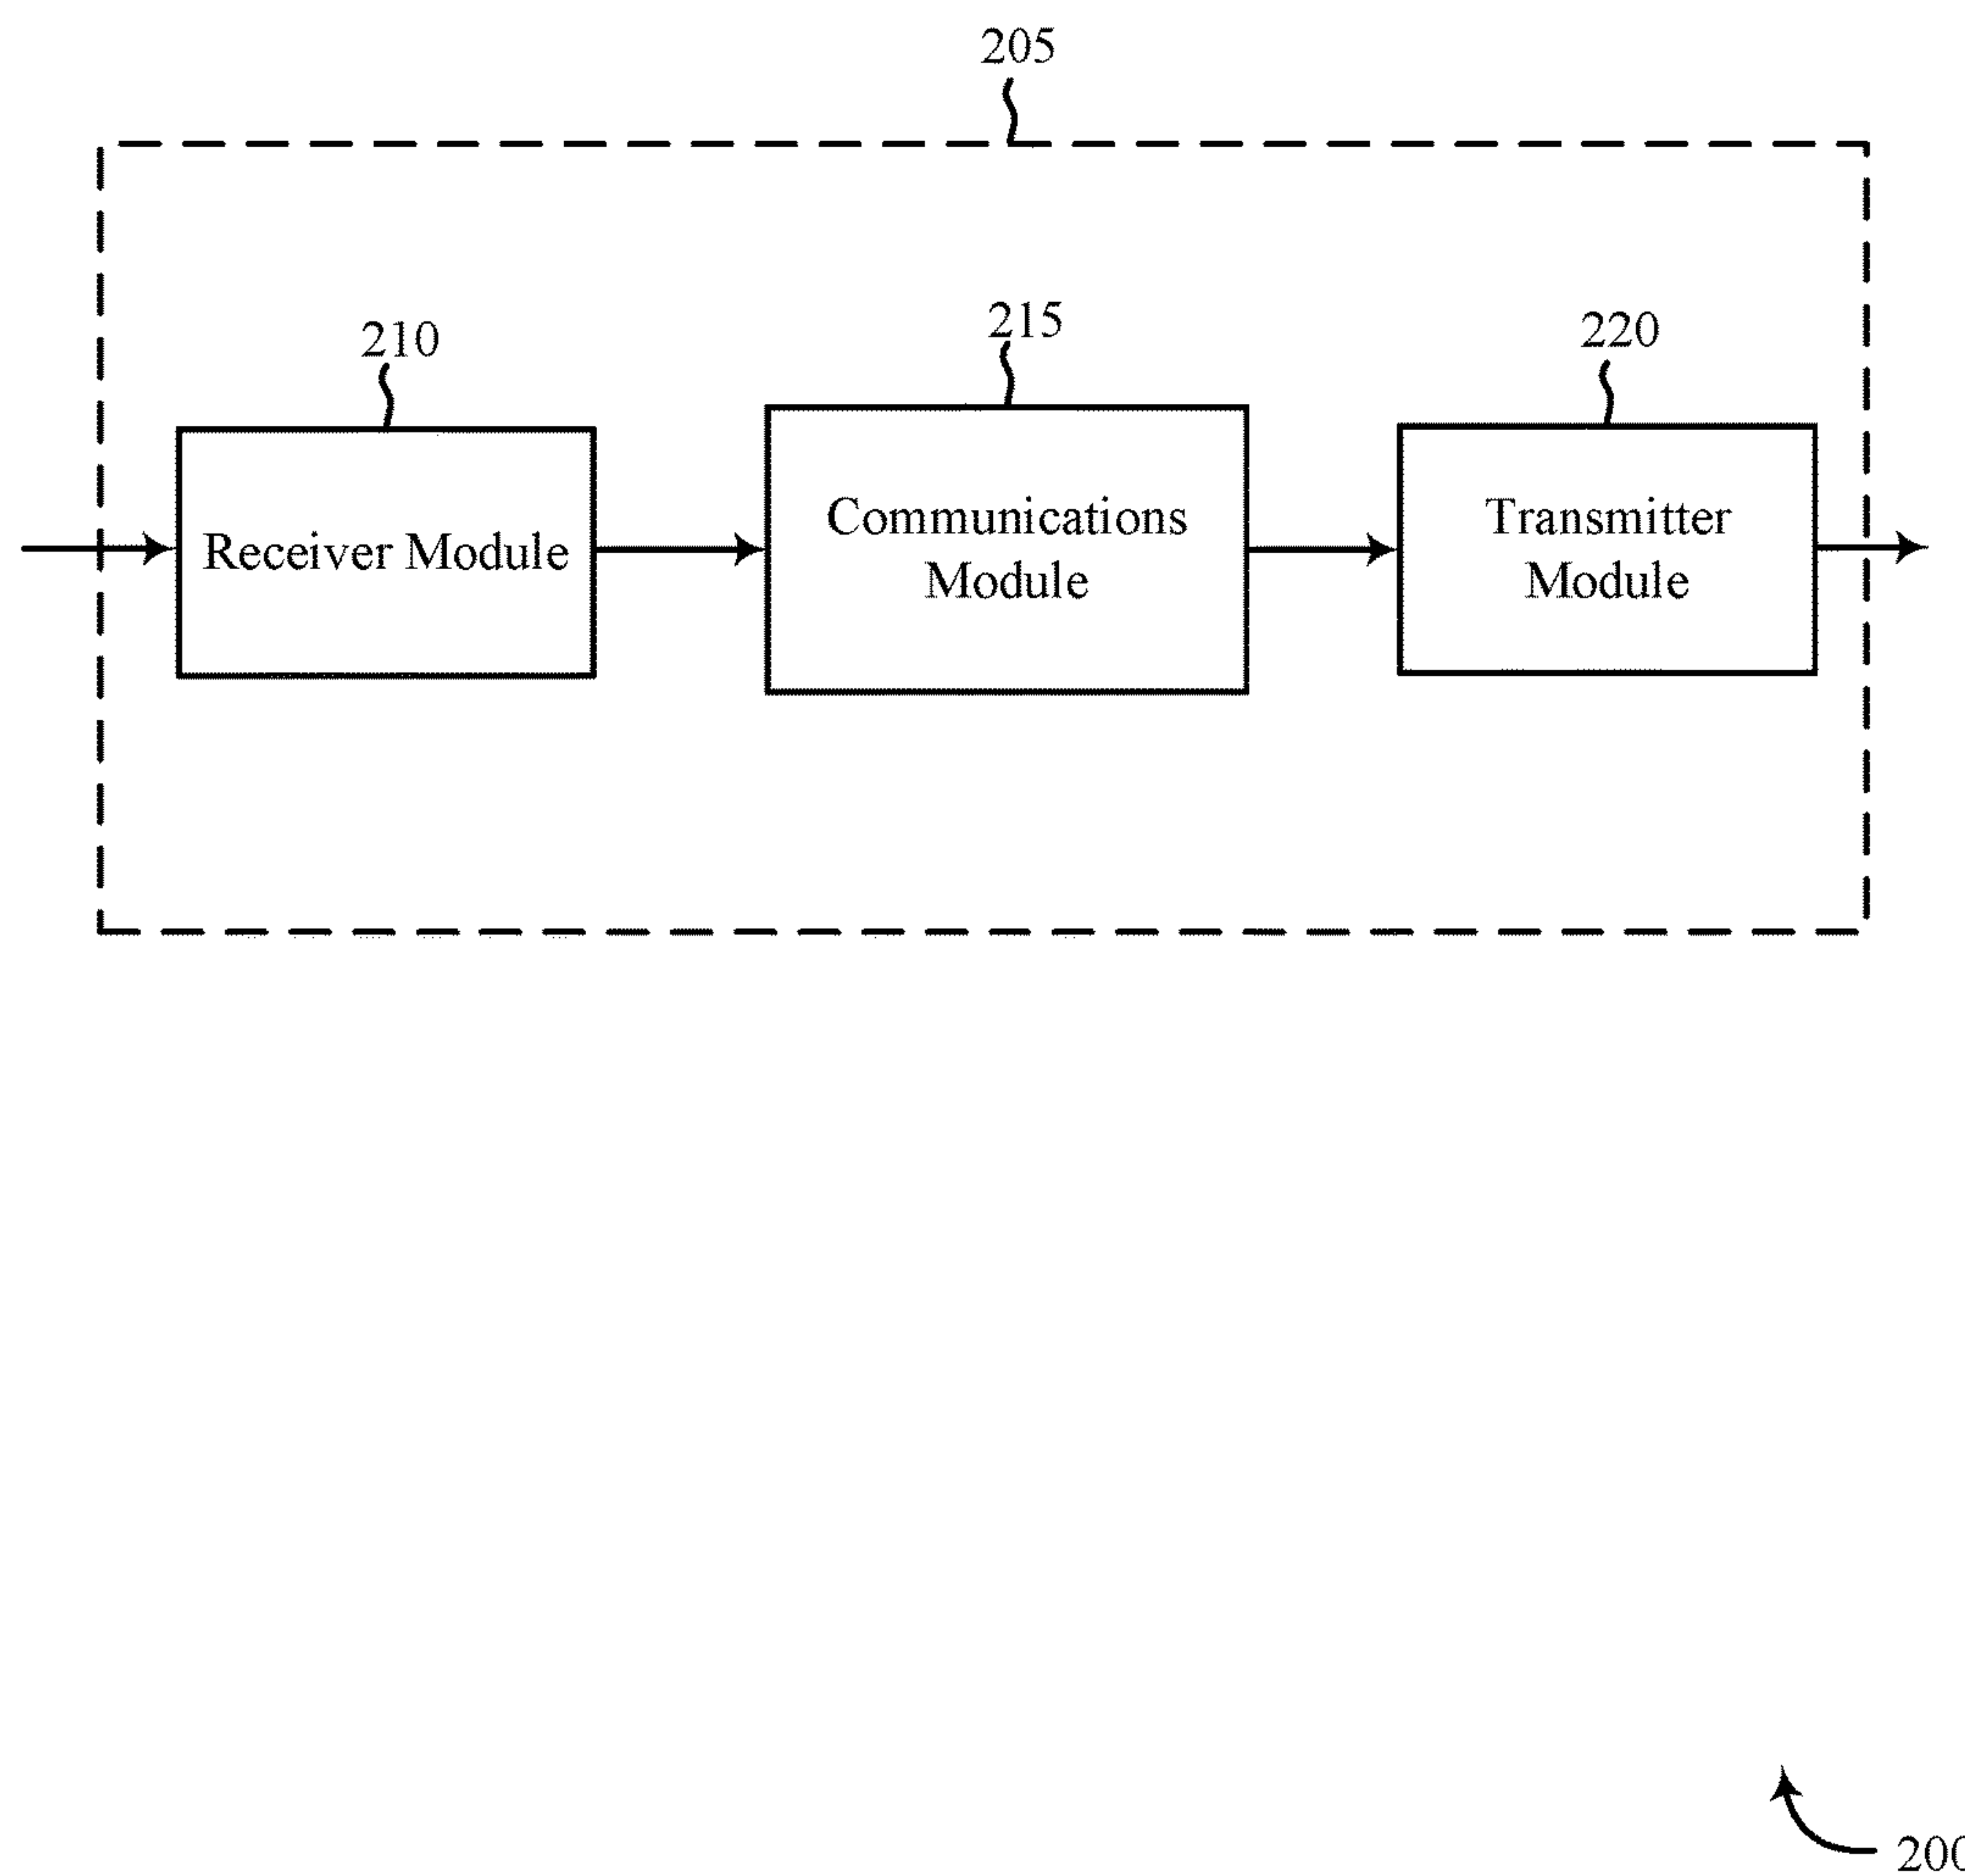 205
210
215
220
Receiver Module
Communications
Module
Transmitter
Module
200